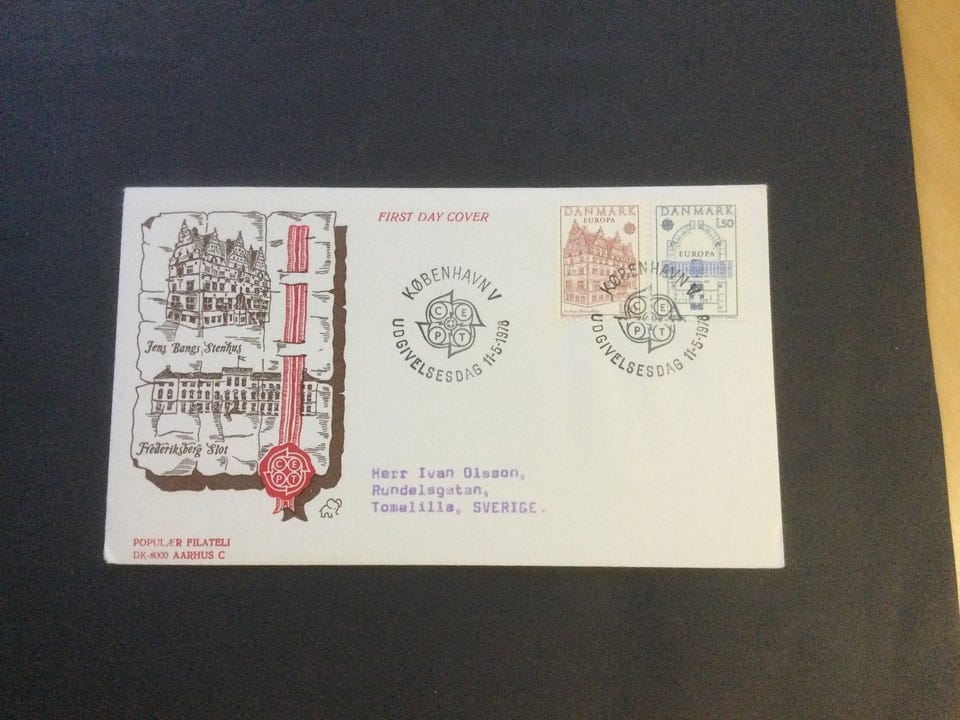 FIRST DAY COVER
DANMARK
EUROPA
DANMARK
1.50
EUROPA
KØBENHAVN V
C E
P T
UDGIVELSESDAG 11-5-1978
KØBENHAVN V
C E
P T
UDGIVELSESDAG 11-5-1978
Jens Bangs Stenhus
Frederiksberg Slot
C E
P T
Herr Ivan Olsson,
Rundelsgatan,
Tomelilla, SVERIGE.
POPULÆR FILATELI
DK-8000 AARHUS C